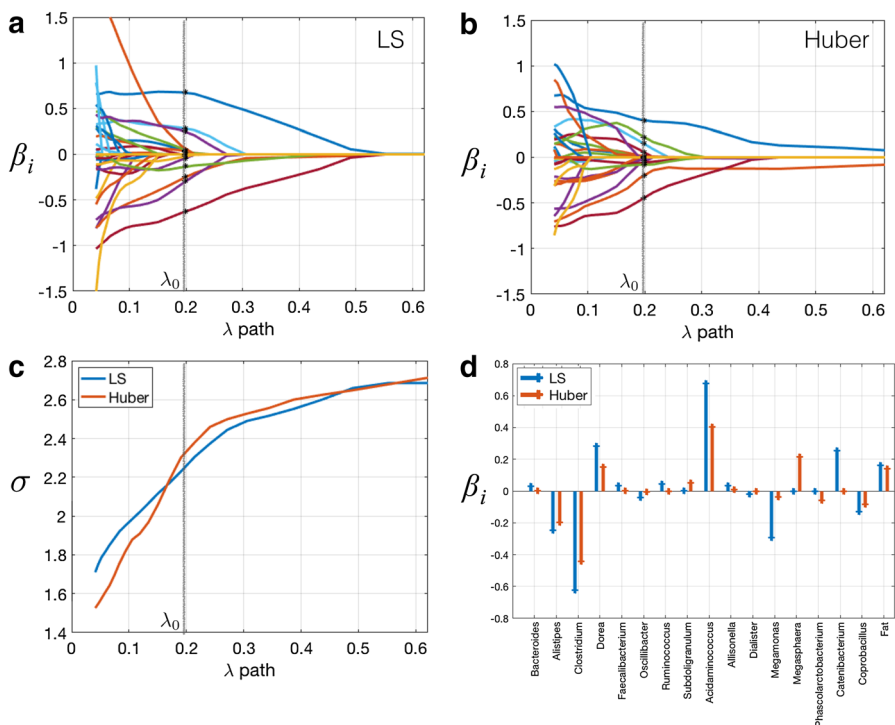 a
LS
1.5
1
0.5
0
-0.5
-1
-1.5
βi
λ0
0 0.1 0.2 0.3 0.4 0.5 0.6
λ path
b
Huber
1.5
1
0.5
0
-0.5
-1
-1.5
βi
λ0
0 0.1 0.2 0.3 0.4 0.5 0.6
λ path
c
LS
Huber
2.8
2.6
2.4
2.2
2
1.8
1.6
1.4
σ
λ0
0 0.1 0.2 0.3 0.4 0.5 0.6
λ path
d
LS
Huber
0.8
0.6
0.4
0.2
0
-0.2
-0.4
-0.6
-0.8
βi
Bacteroides
Alistipes
Clostridium
Dorea
Faecalibacterium
Oscillibacter
Ruminococcus
Subdoligranulum
Acidaminococcus
Allisonella
Dialister
Megamonas
Megasphaera
Phascolarctobacterium
Catenibacterium
Coprobacillus
Fat